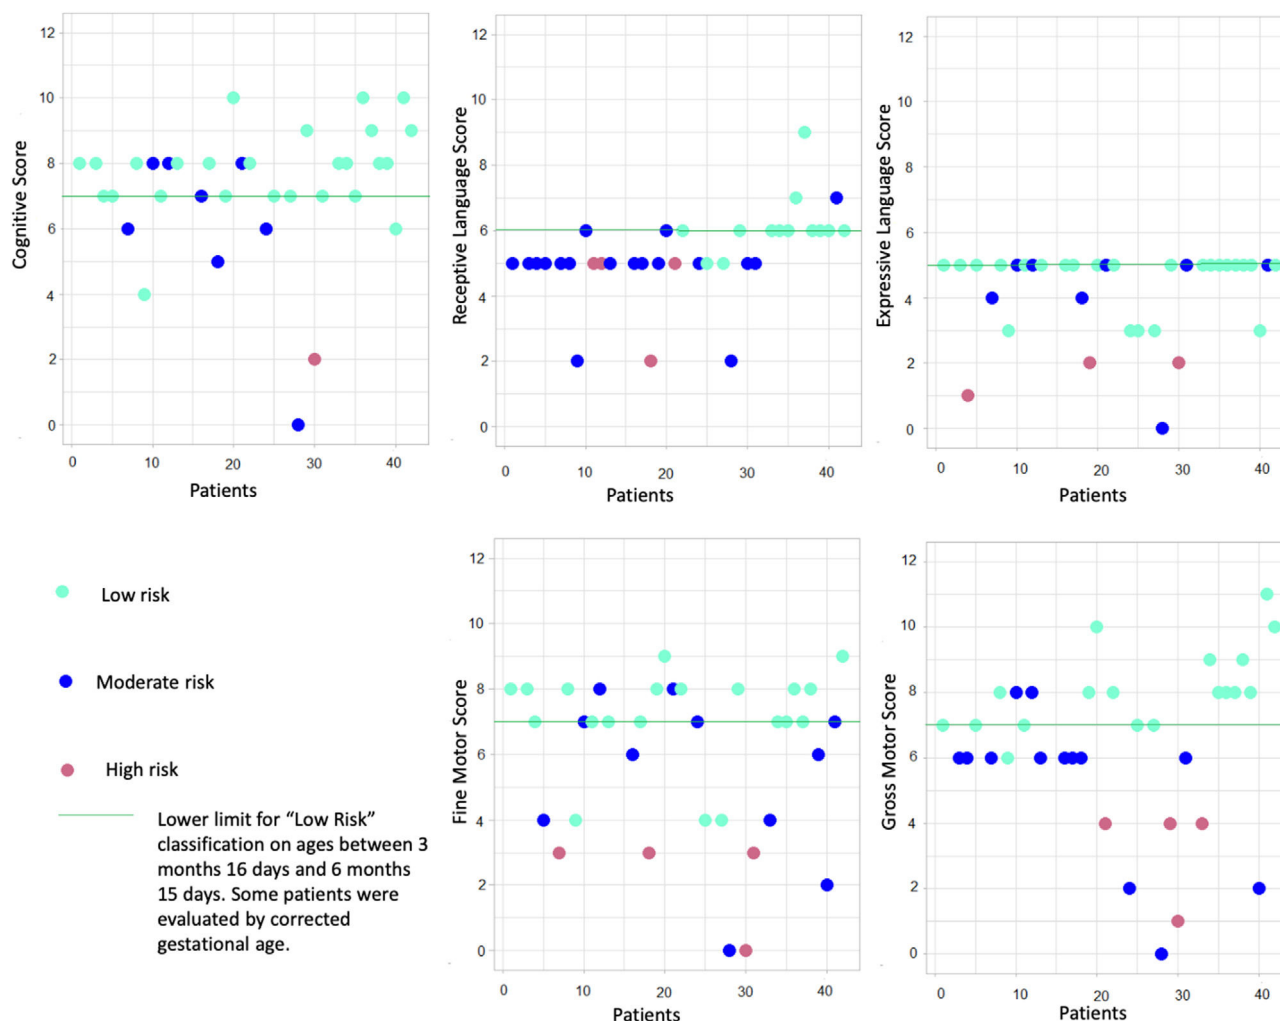 Cognitive Score
12
10
8
6
4
2
0
0 10 20 30 40
Patients
Receptive Language Score
12
10
8
6
4
2
0
0 10 20 30 40
Patients
Expressive Language Score
12
10
8
6
4
2
0
0 10 20 30 40
Patients
Low risk
Moderate risk
High risk
Lower limit for “Low Risk”
classification on ages between 3
months 16 days and 6 months
15 days. Some patients were
evaluated by corrected
gestational age.
Fine Motor Score
12
10
8
6
4
2
0
0 10 20 30 40
Patients
Gross Motor Score
12
10
8
6
4
2
0
0 10 20 30 40
Patients